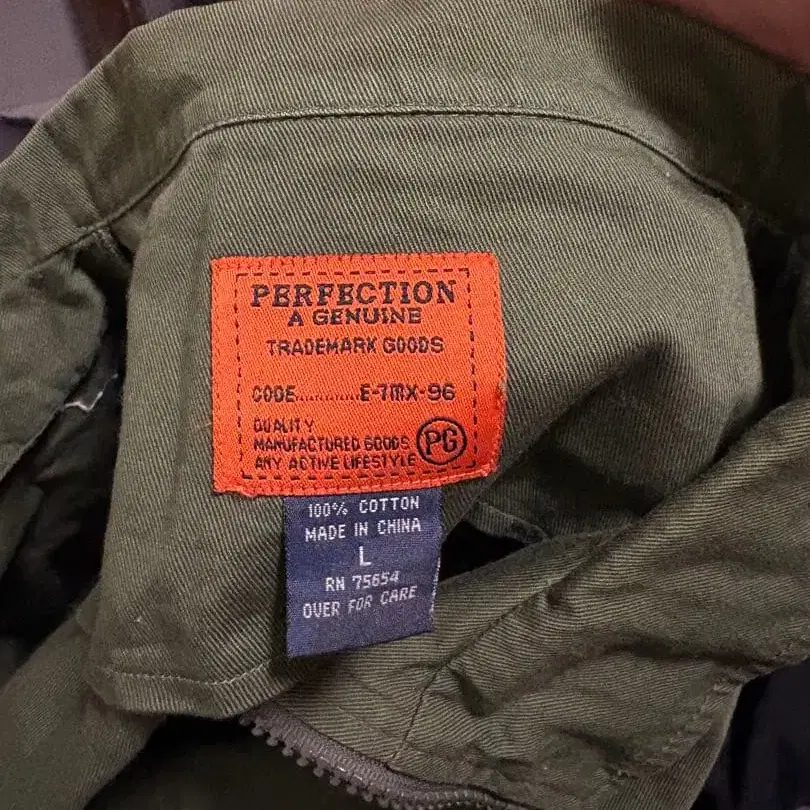 PERFECTION
A GENUINE
TRADEMARK GOODS
CODE............E-7MX-96
QUALITY
MANUFACTURED GOODS
ANY ACTIVE LIFESTYLE
PG
100% COTTON
MADE IN CHINA
L
RN 75654
OVER FOR CARE